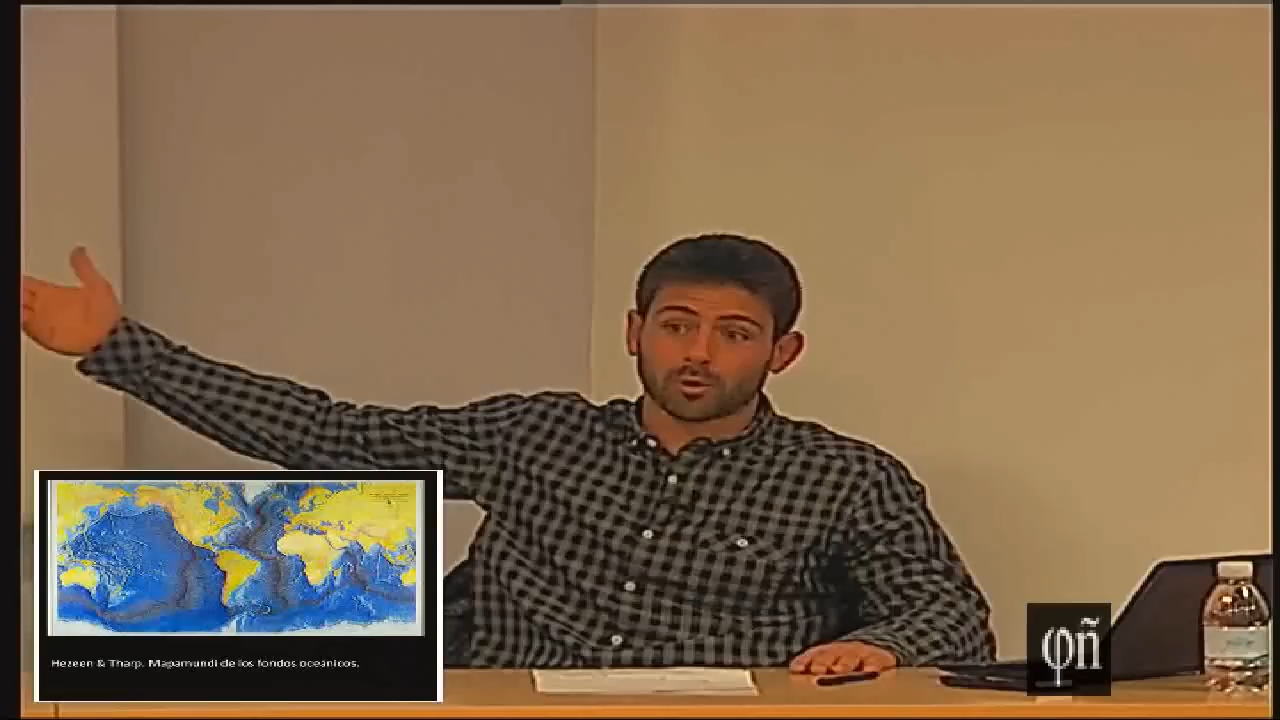 Hezeen & Tharp. Mapamundi de los fondos oceánicos.
φñ